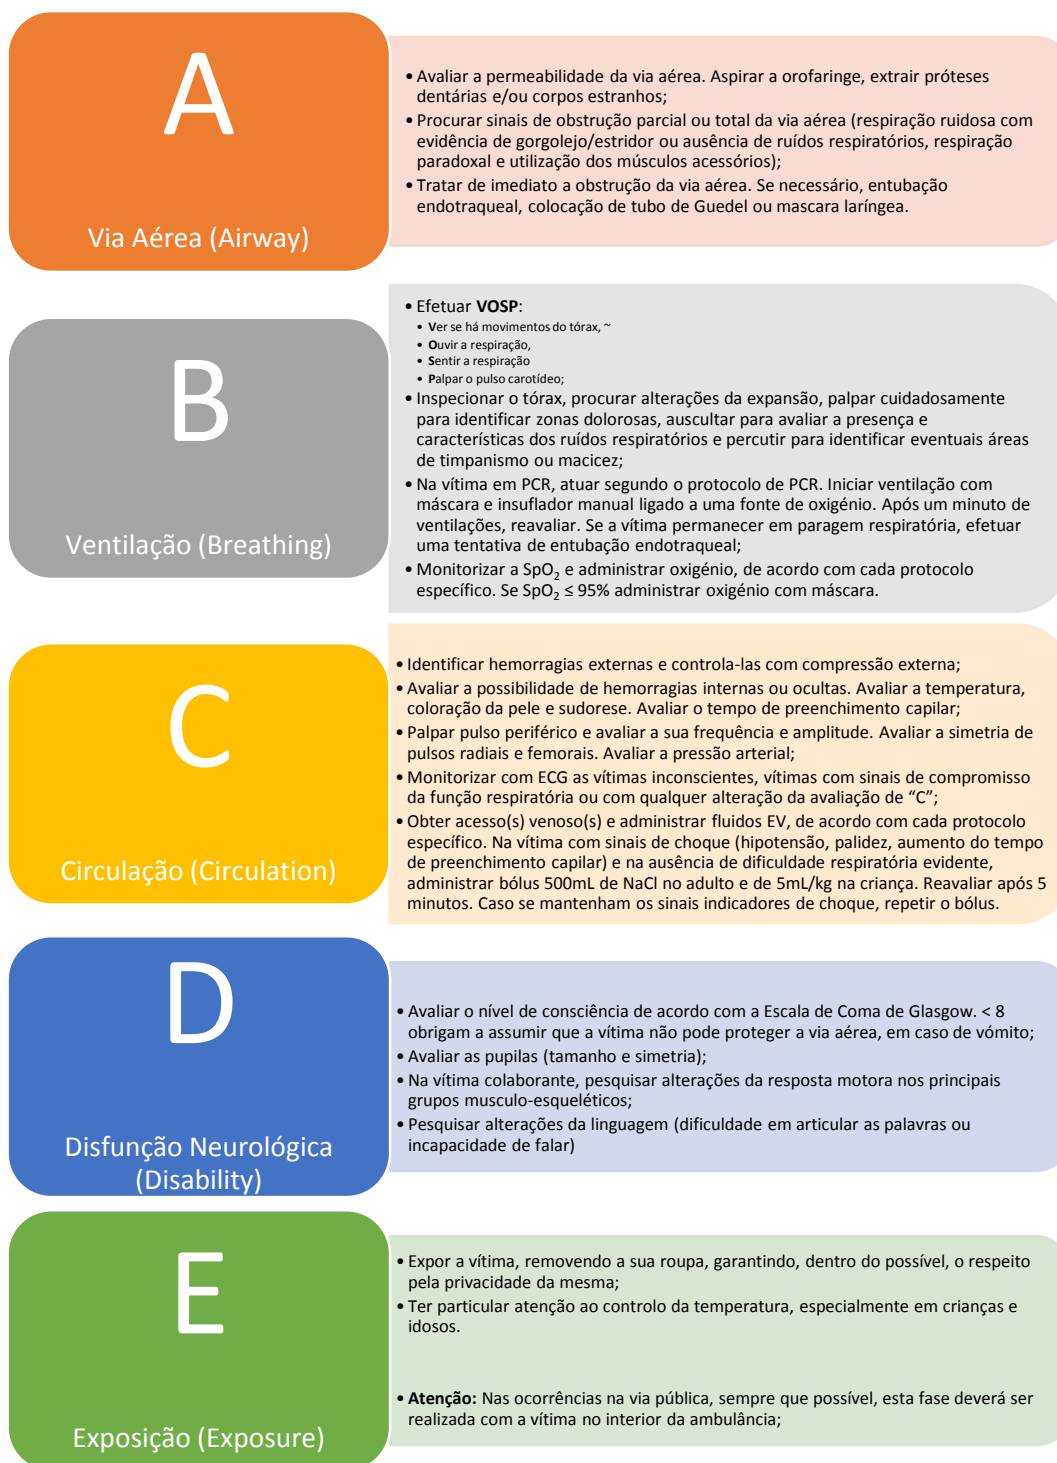 A
Via Aérea (Airway)
• Avaliar a permeabilidade da via aérea. Aspirar a orofaringe, extrair próteses
dentárias e/ou corpos estranhos;
• Procurar sinais de obstrução parcial ou total da via aérea (respiração ruidosa com
evidência de gorgolejo/estridor ou ausência de ruídos respiratórios, respiração
paradoxal e utilização dos músculos acessórios);
• Tratar de imediato a obstrução da via aérea. Se necessário, entubação
endotraqueal, colocação de tubo de Guedel ou mascara laríngea.
B
Ventilação (Breathing)
• Efetuar VOSP:
• Ver se há movimentos do tórax, ~
• Ouvir a respiração,
• Sentir a respiração
• Palpar o pulso carotídeo;
• Inspecionar o tórax, procurar alterações da expansão, palpar cuidadosamente
para identificar zonas dolorosas, auscultar para avaliar a presença e
características dos ruídos respiratórios e percutir para identificar eventuais áreas
de timpanismo ou macicez;
• Na vítima em PCR, atuar segundo o protocolo de PCR. Iniciar ventilação com
máscara e insuflador manual ligado a uma fonte de oxigénio. Após um minuto de
ventilações, reavaliar. Se a vítima permanecer em paragem respiratória, efetuar
uma tentativa de entubação endotraqueal;
• Monitorizar a SpO₂ e administrar oxigénio, de acordo com cada protocolo
específico. Se SpO₂ ≤ 95% administrar oxigénio com máscara.
C
Circulação (Circulation)
• Identificar hemorragias externas e controla-las com compressão externa;
• Avaliar a possibilidade de hemorragias internas ou ocultas. Avaliar a temperatura,
coloração da pele e sudorese. Avaliar o tempo de preenchimento capilar;
• Palpar pulso periférico e avaliar a sua frequência e amplitude. Avaliar a simetria de
pulsos radiais e femorais. Avaliar a pressão arterial;
• Monitorizar com ECG as vítimas inconscientes, vítimas com sinais de compromisso
da função respiratória ou com qualquer alteração da avaliação de “C”;
• Obter acesso(s) venoso(s) e administrar fluidos EV, de acordo com cada protocolo
específico. Na vítima com sinais de choque (hipotensão, palidez, aumento do tempo
de preenchimento capilar) e na ausência de dificuldade respiratória evidente,
administrar bólus 500mL de NaCl no adulto e de 5mL/kg na criança. Reavaliar após 5
minutos. Caso se mantenham os sinais indicadores de choque, repetir o bólus.
D
Disfunção Neurológica
(Disability)
• Avaliar o nível de consciência de acordo com a Escala de Coma de Glasgow. < 8
obrigam a assumir que a vítima não pode proteger a via aérea, em caso de vómito;
• Avaliar as pupilas (tamanho e simetria);
• Na vítima colaborante, pesquisar alterações da resposta motora nos principais
grupos musculo-esqueléticos;
• Pesquisar alterações da linguagem (dificuldade em articular as palavras ou
incapacidade de falar)
E
Exposição (Exposure)
• Expor a vítima, removendo a sua roupa, garantindo, dentro do possível, o respeito
pela privacidade da mesma;
• Ter particular atenção ao controlo da temperatura, especialmente em crianças e
idosos.
• Atenção: Nas ocorrências na via pública, sempre que possível, esta fase deverá ser
realizada com a vítima no interior da ambulância;